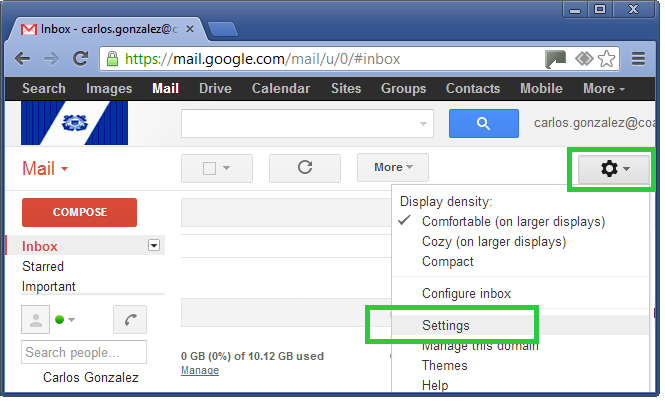 Inbox - carlos.gonzalez@c
https://mail.google.com/mail/u/0/#inbox
Search Images Mail Drive Calendar Sites Groups Contacts Mobile More
carlos.gonzalez@coa
Mail
More
COMPOSE
Inbox
Starred
Important
Search people...
Carlos Gonzalez
0 GB (0%) of 10.12 GB used
Manage
Display density:
Comfortable (on larger displays)
Cozy (on larger displays)
Compact
Configure inbox
Settings
Manage this domain
Themes
Help